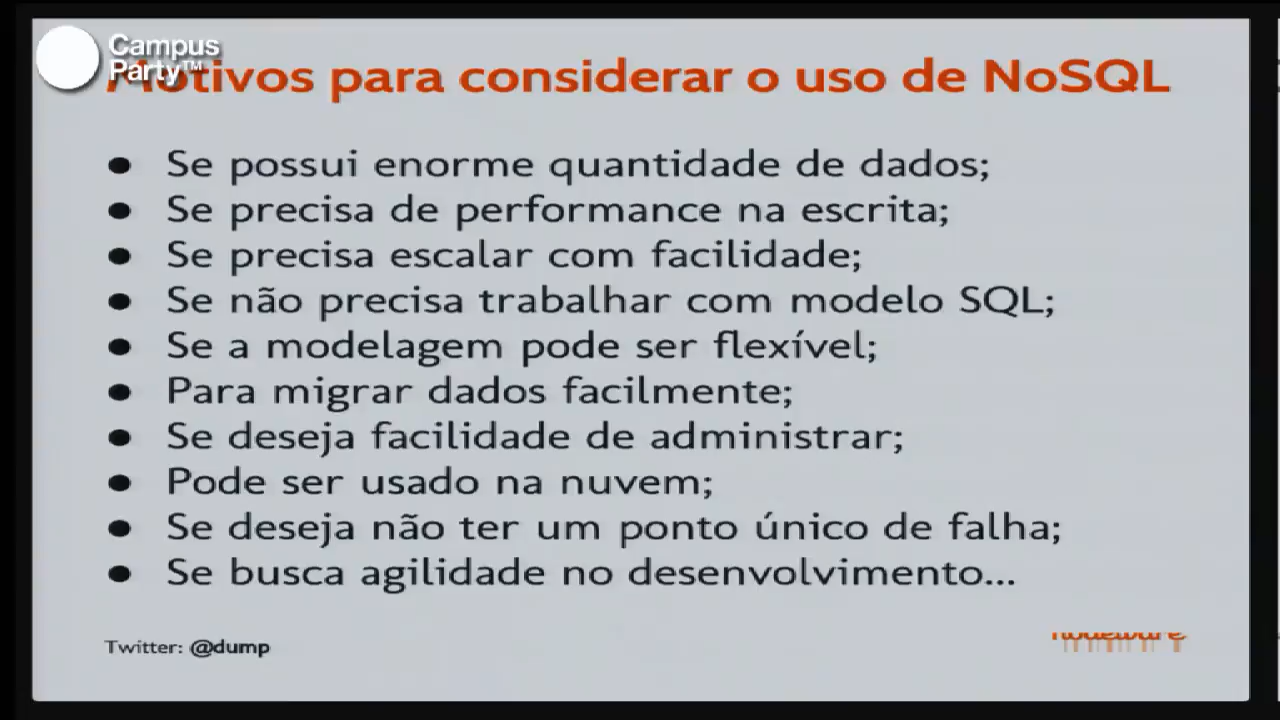 Campus
Party™
Motivos para considerar o uso de NoSQL
● Se possui enorme quantidade de dados;
● Se precisa de performance na escrita;
● Se precisa escalar com facilidade;
● Se não precisa trabalhar com modelo SQL;
● Se a modelagem pode ser flexível;
● Para migrar dados facilmente;
● Se deseja facilidade de administrar;
● Pode ser usado na nuvem;
● Se deseja não ter um ponto único de falha;
● Se busca agilidade no desenvolvimento...
Twitter: @dump